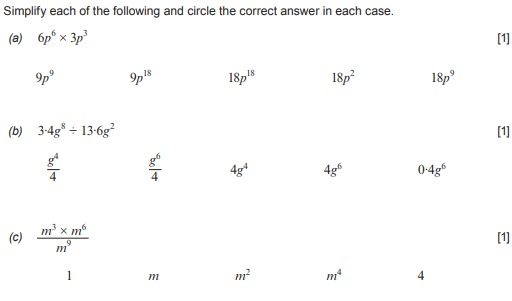 Simplify each of the following and circle the correct answer in each case.
(a) 6p⁶ × 3p³ [1]
9p⁹ 9p¹⁸ 18p¹⁸ 18p² 18p⁹
(b) 3·4g⁸ ÷ 13·6g² [1]
g⁴/4 g⁶/4 4g⁴ 4g⁶ 0·4g⁶
(c) (m³ × m⁶)/m⁹ [1]
1 m m² m⁴ 4